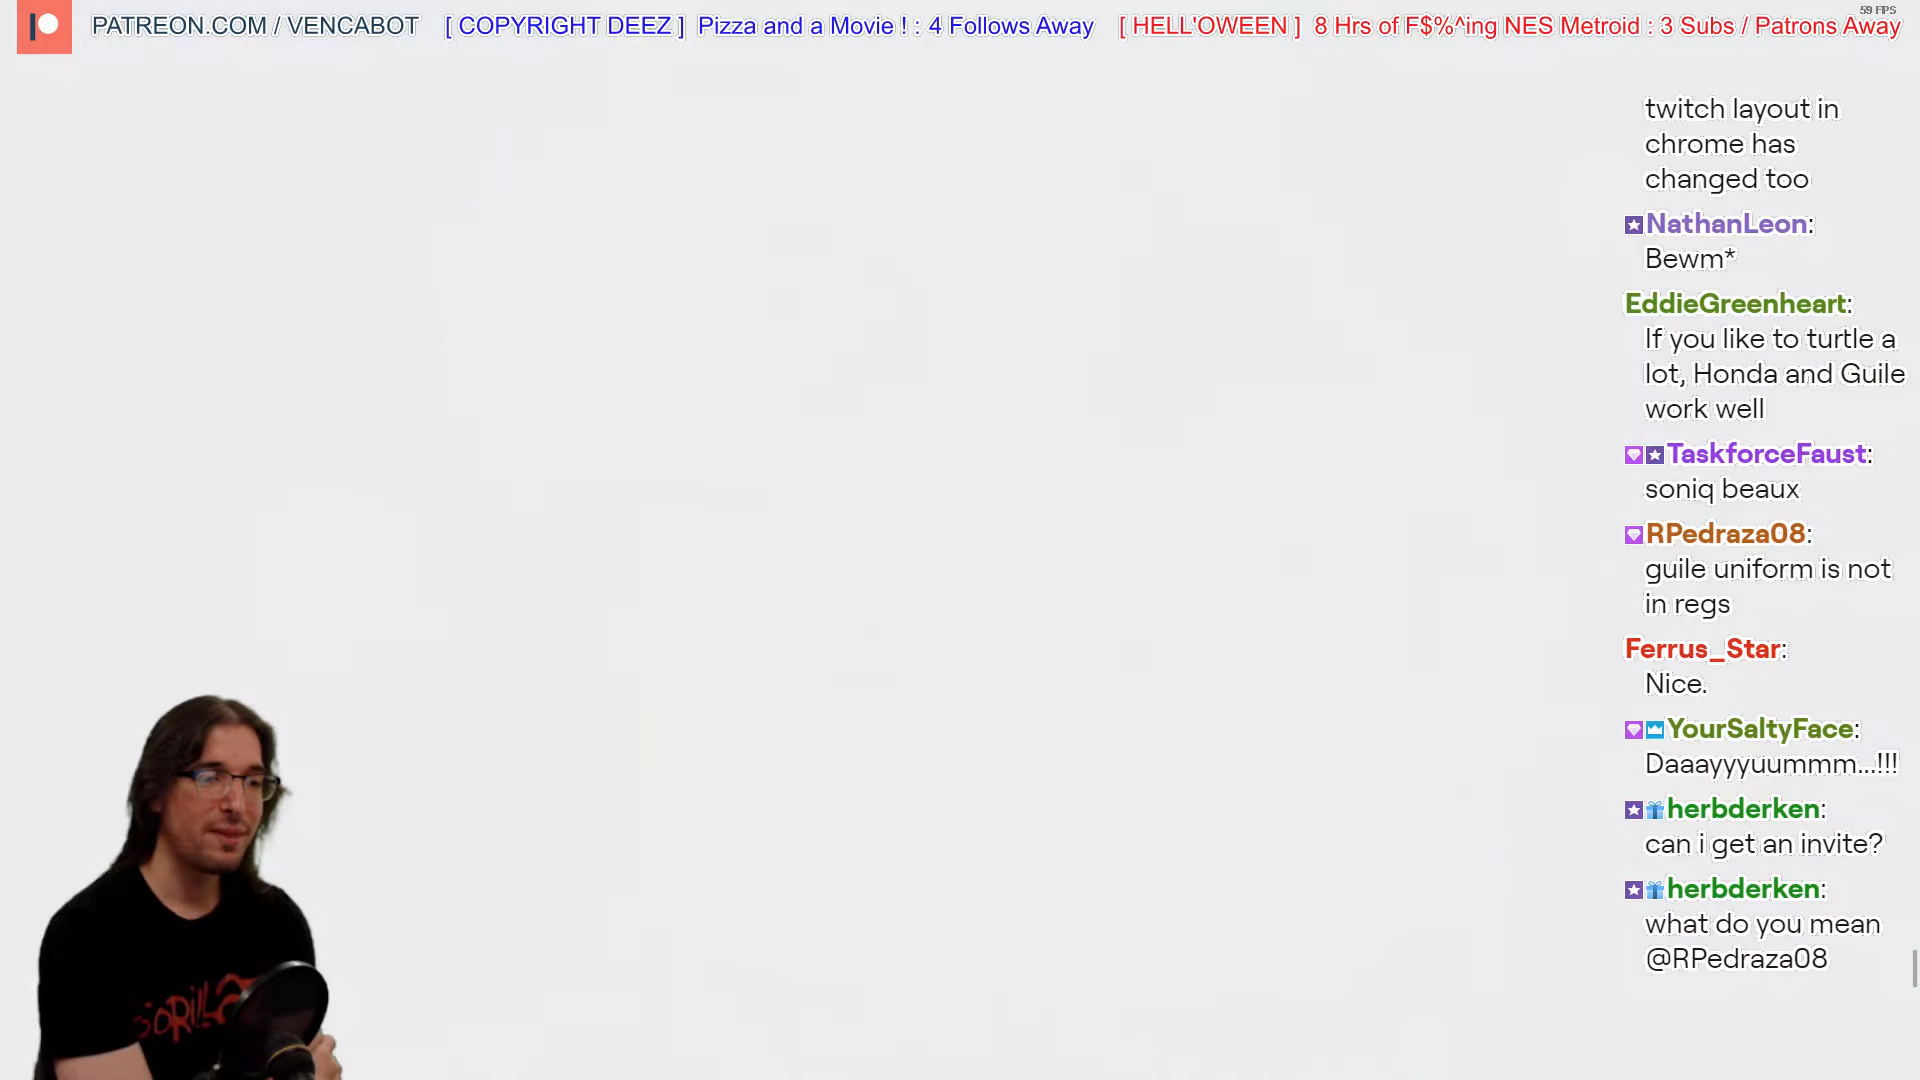 59 FPS
PATREON.COM / VENCABOT [ COPYRIGHT DEEZ ] Pizza and a Movie ! : 4 Follows Away [ HELL'OWEEN ] 8 Hrs of F$%^ing NES Metroid : 3 Subs / Patrons Away
twitch layout in
chrome has
changed too
NathanLeon:
Bewm*
EddieGreenheart:
If you like to turtle a
lot, Honda and Guile
work well
TaskforceFaust:
soniq beaux
RPedraza08:
guile uniform is not
in regs
Ferrus_Star:
Nice.
YourSaltyFace:
Daaayyyuummm...!!!
herbderken:
can i get an invite?
herbderken:
what do you mean
@RPedraza08